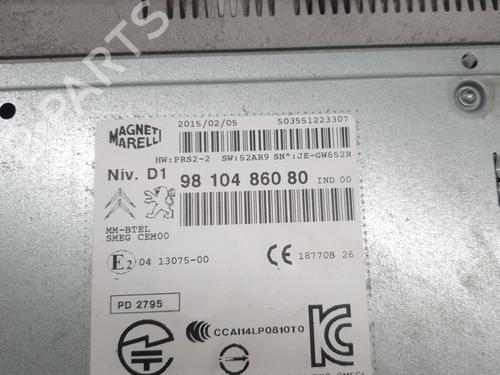 PARTS
MAGNETI MARELLI
2015/02/05 503551223307
HW:PRS2-2 SW:52AR9 SN°:JE-GW652R
Niv. D1 98 104 860 80 IND 00
MM-BTEL
SMEG CEM00
E2 04 13075-00 CE 18770B 26
PD 2795
CCAI14LP0810T0